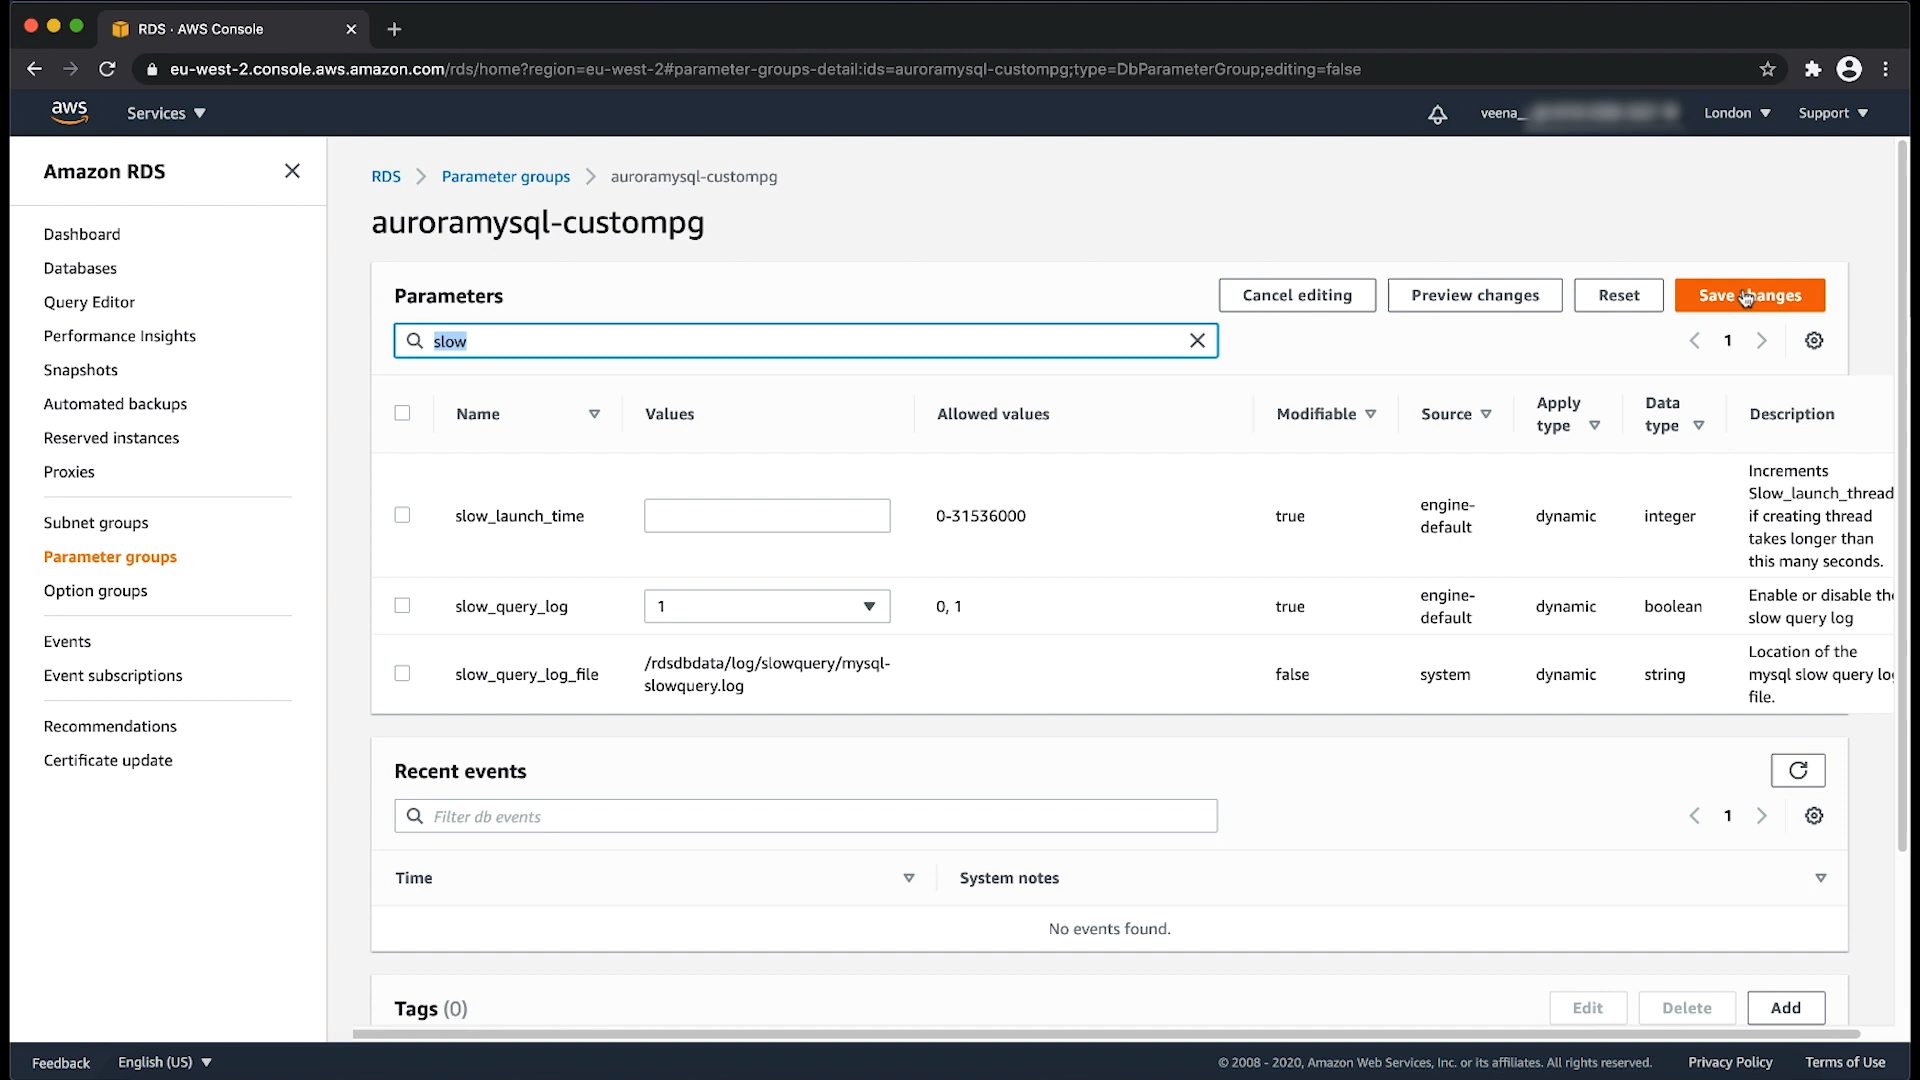 RDS · AWS Console
eu-west-2.console.aws.amazon.com/rds/home?region=eu-west-2#parameter-groups-detail:ids=auroramysql-custompg;type=DbParameterGroup;editing=false
aws
Services
veena_
London
Support
Amazon RDS
Dashboard
Databases
Query Editor
Performance Insights
Snapshots
Automated backups
Reserved instances
Proxies
Subnet groups
Parameter groups
Option groups
Events
Event subscriptions
Recommendations
Certificate update
RDS
Parameter groups
auroramysql-custompg
auroramysql-custompg
Parameters
Cancel editing
Preview changes
Reset
Save changes
slow
1
Name
Values
Allowed values
Modifiable
Source
Apply
type
Data
type
Description
slow_launch_time
0-31536000
true
engine-
default
dynamic
integer
Increments
Slow_launch_thread
if creating thread
takes longer than
this many seconds.
slow_query_log
1
0, 1
true
engine-
default
dynamic
boolean
Enable or disable the
slow query log
slow_query_log_file
/rdsdbdata/log/slowquery/mysql-
slowquery.log
false
system
dynamic
string
Location of the
mysql slow query log
file.
Recent events
Filter db events
1
Time
System notes
No events found.
Tags (0)
Edit
Delete
Add
Feedback
English (US)
© 2008 - 2020, Amazon Web Services, Inc. or its affiliates. All rights reserved.
Privacy Policy
Terms of Use